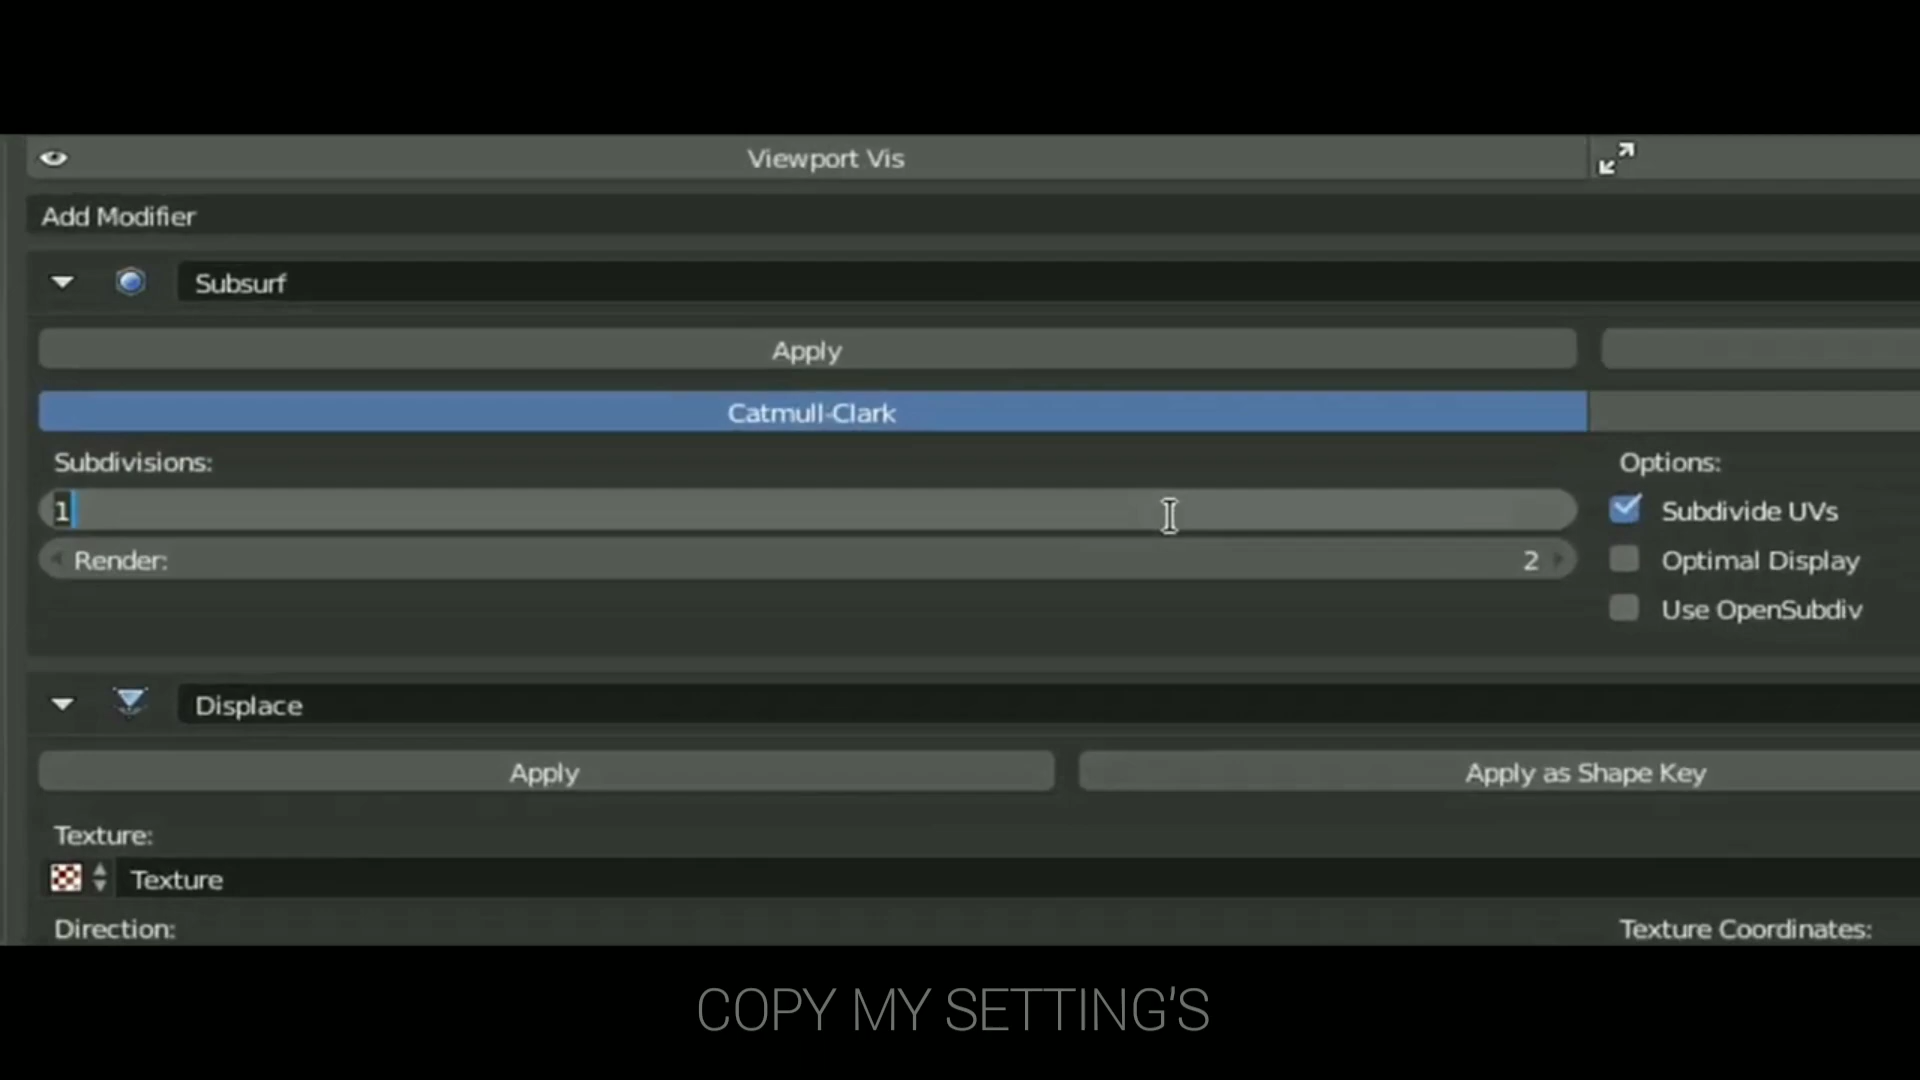 Viewport Vis
Add Modifier
Subsurf
Apply
Catmull-Clark
Subdivisions:
Options:
1
Subdivide UVs
Render:
2
Optimal Display
Use OpenSubdiv
Displace
Apply
Apply as Shape Key
Texture:
Texture
Direction:
Texture Coordinates:
COPY MY SETTING'S